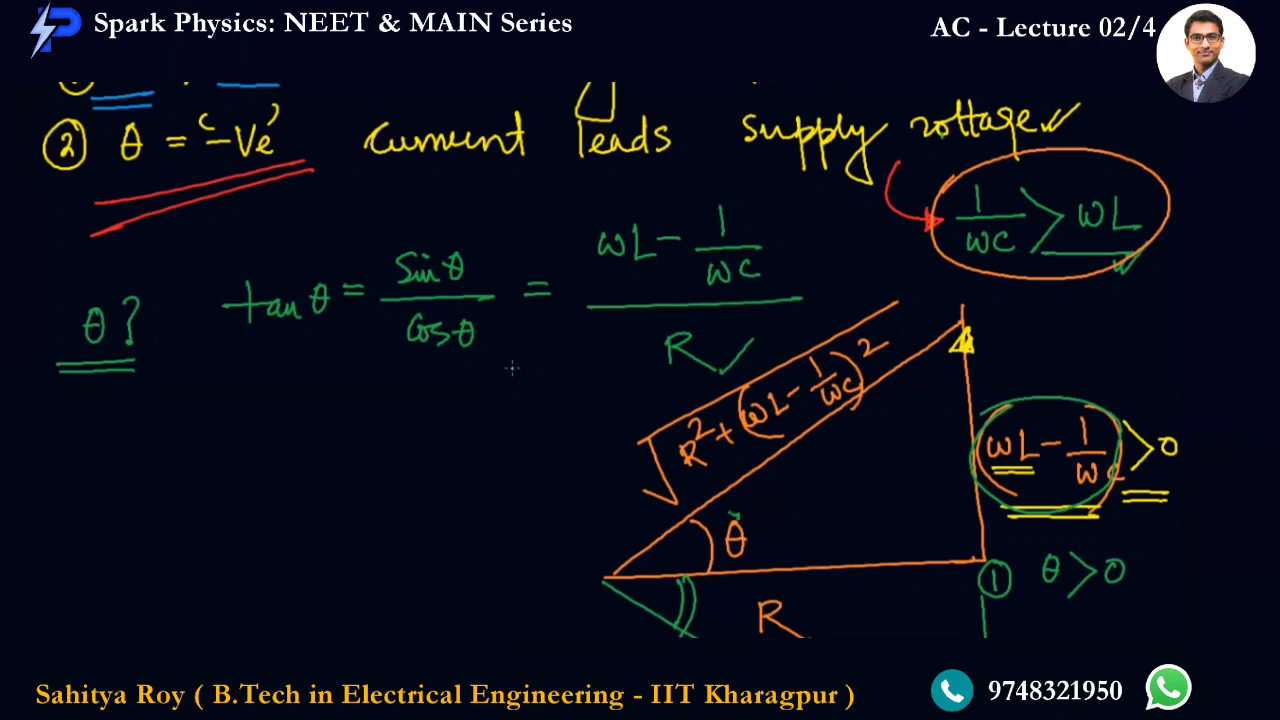 Spark Physics: NEET & MAIN Series
AC - Lecture 02/4
② θ = '-Ve' current leads supply voltage
1/ωC > ωL
θ? tan θ = sin θ / cos θ = (ωL - 1/ωC) / R
√R² + (ωL - 1/ωC)²
ωL - 1/ωC > 0
θ
① θ > 0
R
Sahitya Roy ( B.Tech in Electrical Engineering - IIT Kharagpur )
9748321950